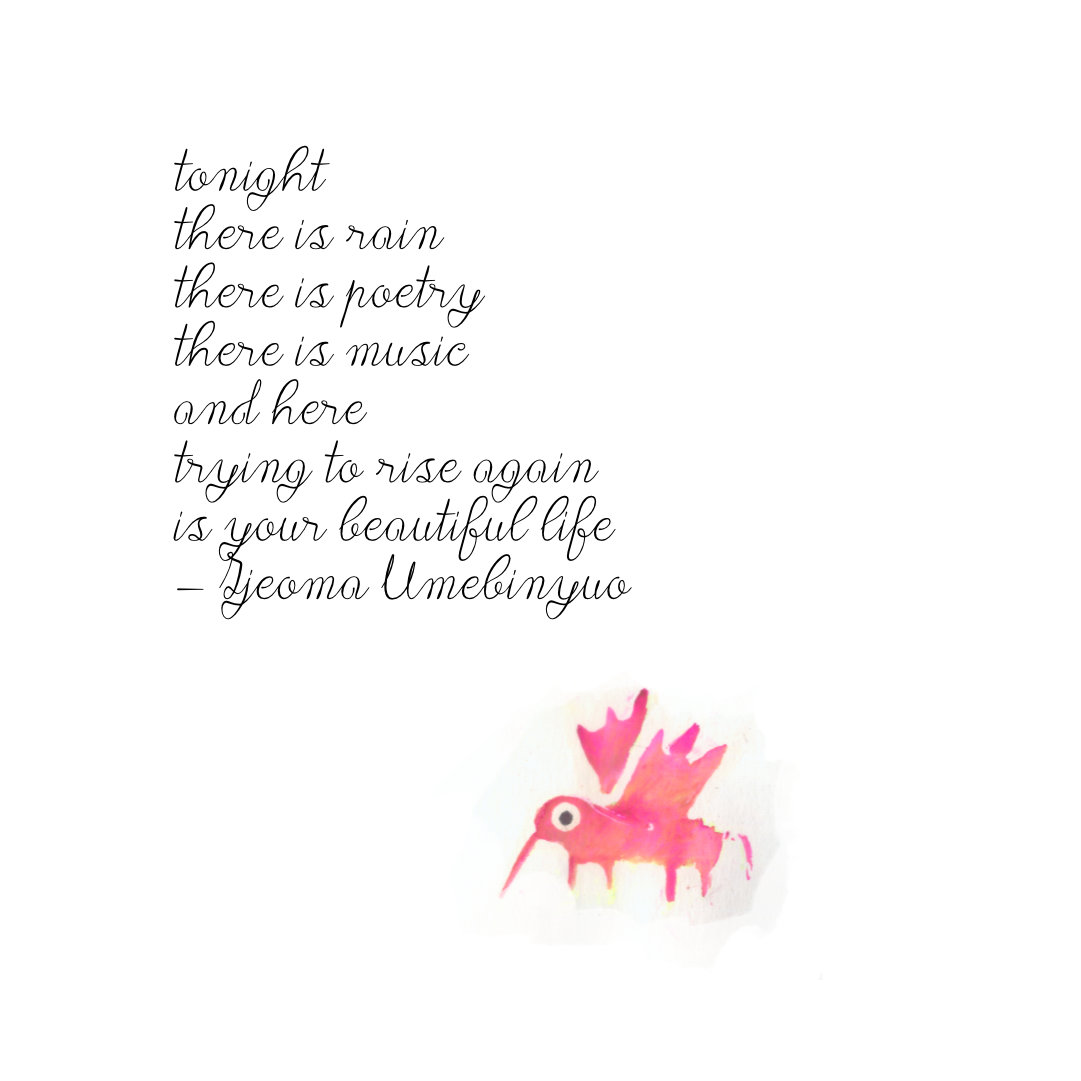 tonight
there is rain
there is poetry
there is music
and here
trying to rise again
is your beautiful life
– Ijeoma Umebinyuo